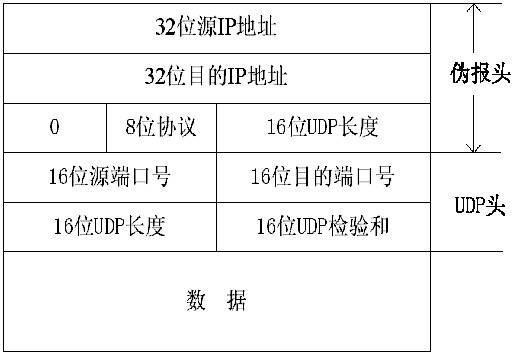 32位源IP地址
32位目的IP地址
伪报头
0 8位协议 16位UDP长度
16位源端口号 16位目的端口号
UDP头
16位UDP长度 16位UDP检验和
数 据